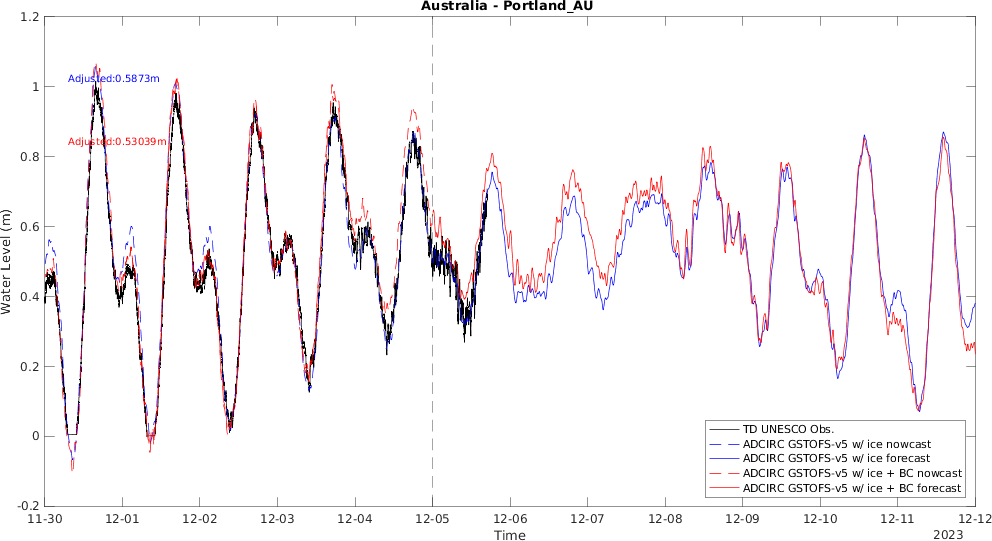 Australia - Portland_AU
1.2
1
0.8
0.6
0.4
0.2
0
-0.2
Water Level (m)
Adjusted:0.5873m
Adjusted:0.53039m
TD UNESCO Obs.
ADCIRC GSTOFS-v5 w/ ice nowcast
ADCIRC GSTOFS-v5 w/ ice forecast
ADCIRC GSTOFS-v5 w/ ice + BC nowcast
ADCIRC GSTOFS-v5 w/ ice + BC forecast
11-30 12-01 12-02 12-03 12-04 12-05 12-06 12-07 12-08 12-09 12-10 12-11 12-12
Time
2023